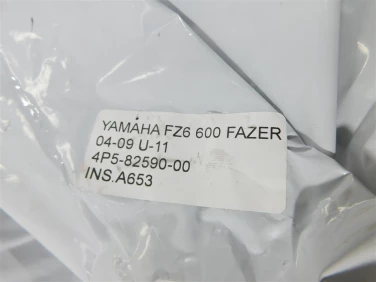 YAMAHA FZ6 600 FAZER
04-09 U-11
4P5-82590-00
INS.A653